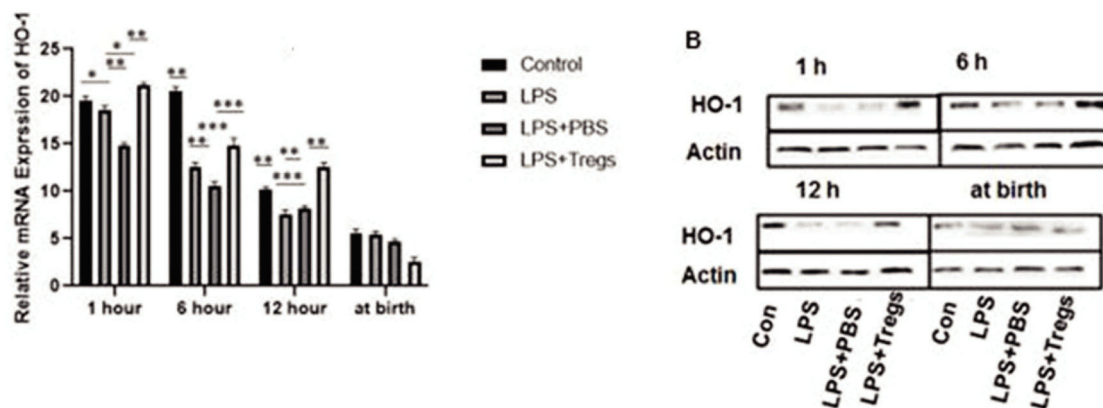 Relative mRNA Exprssion of HO-1
25
20
15
10
5
0
* * ** **
** ** *** ***
** ** *** **
1 hour 6 hour 12 hour at birth
Control
LPS
LPS+PBS
LPS+Tregs
B
1 h 6 h
HO-1
Actin
12 h at birth
HO-1
Actin
Con LPS LPS+PBS LPS+Tregs Con LPS LPS+PBS LPS+Tregs